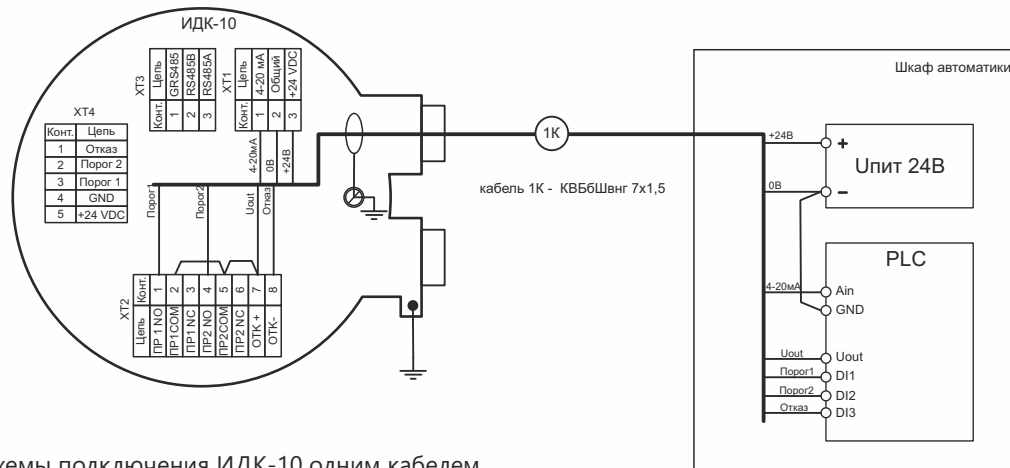 ИДК-10
XT3
Конт. Цепь
1 GRS485
2 RS485B
3 RS485A
XT1
Конт. Цепь
1 4-20 мА
2 Общий
3 +24 VDC
XT4
Конт. Цепь
1 Отказ
2 Порог 2
3 Порог 1
4 GND
5 +24 VDC
4-20мА
0В
+24В
Порог1
Порог2
Uout
Отказ
XT2
Цепь Конт.
ПР 1 NO 1
ПР1COM 2
ПР1 NC 3
ПР2 NO 4
ПР2COM 5
ПР2 NC 6
ОТК + 7
ОТК- 8
1К
кабель 1К - КВБбШвнг 7x1,5
Шкаф автоматики
+24В
+
Uпит 24В
0В
−
PLC
4-20мА
Ain
GND
Uout
Uout
Порог1
DI1
Порог2
DI2
Отказ
DI3
хемы подключения ИДК-10 одним кабелем